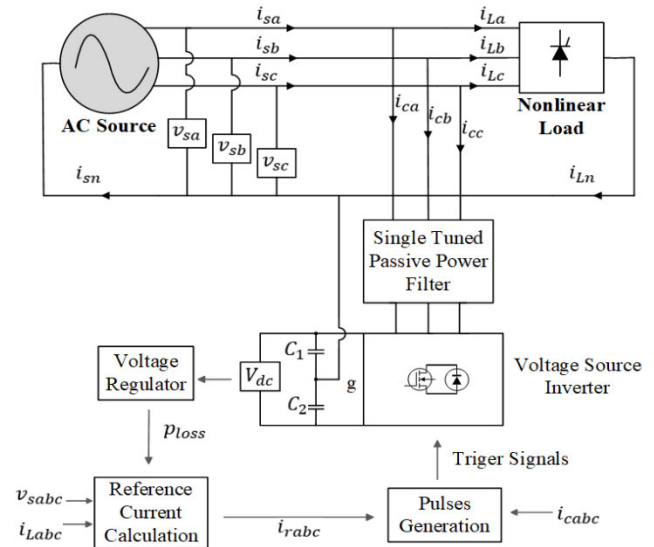 i_sa
i_La
i_sb
i_Lb
i_sc
i_Lc
AC Source
Nonlinear
Load
v_sa
v_sb
v_sc
i_ca
i_cb
i_cc
i_sn
i_Ln
Single Tuned
Passive Power
Filter
Voltage
Regulator
V_dc
C_1
C_2
g
Voltage Source
Inverter
p_loss
Triger Signals
v_sabc
i_Labc
Reference
Current
Calculation
i_rabc
Pulses
Generation
i_cabc